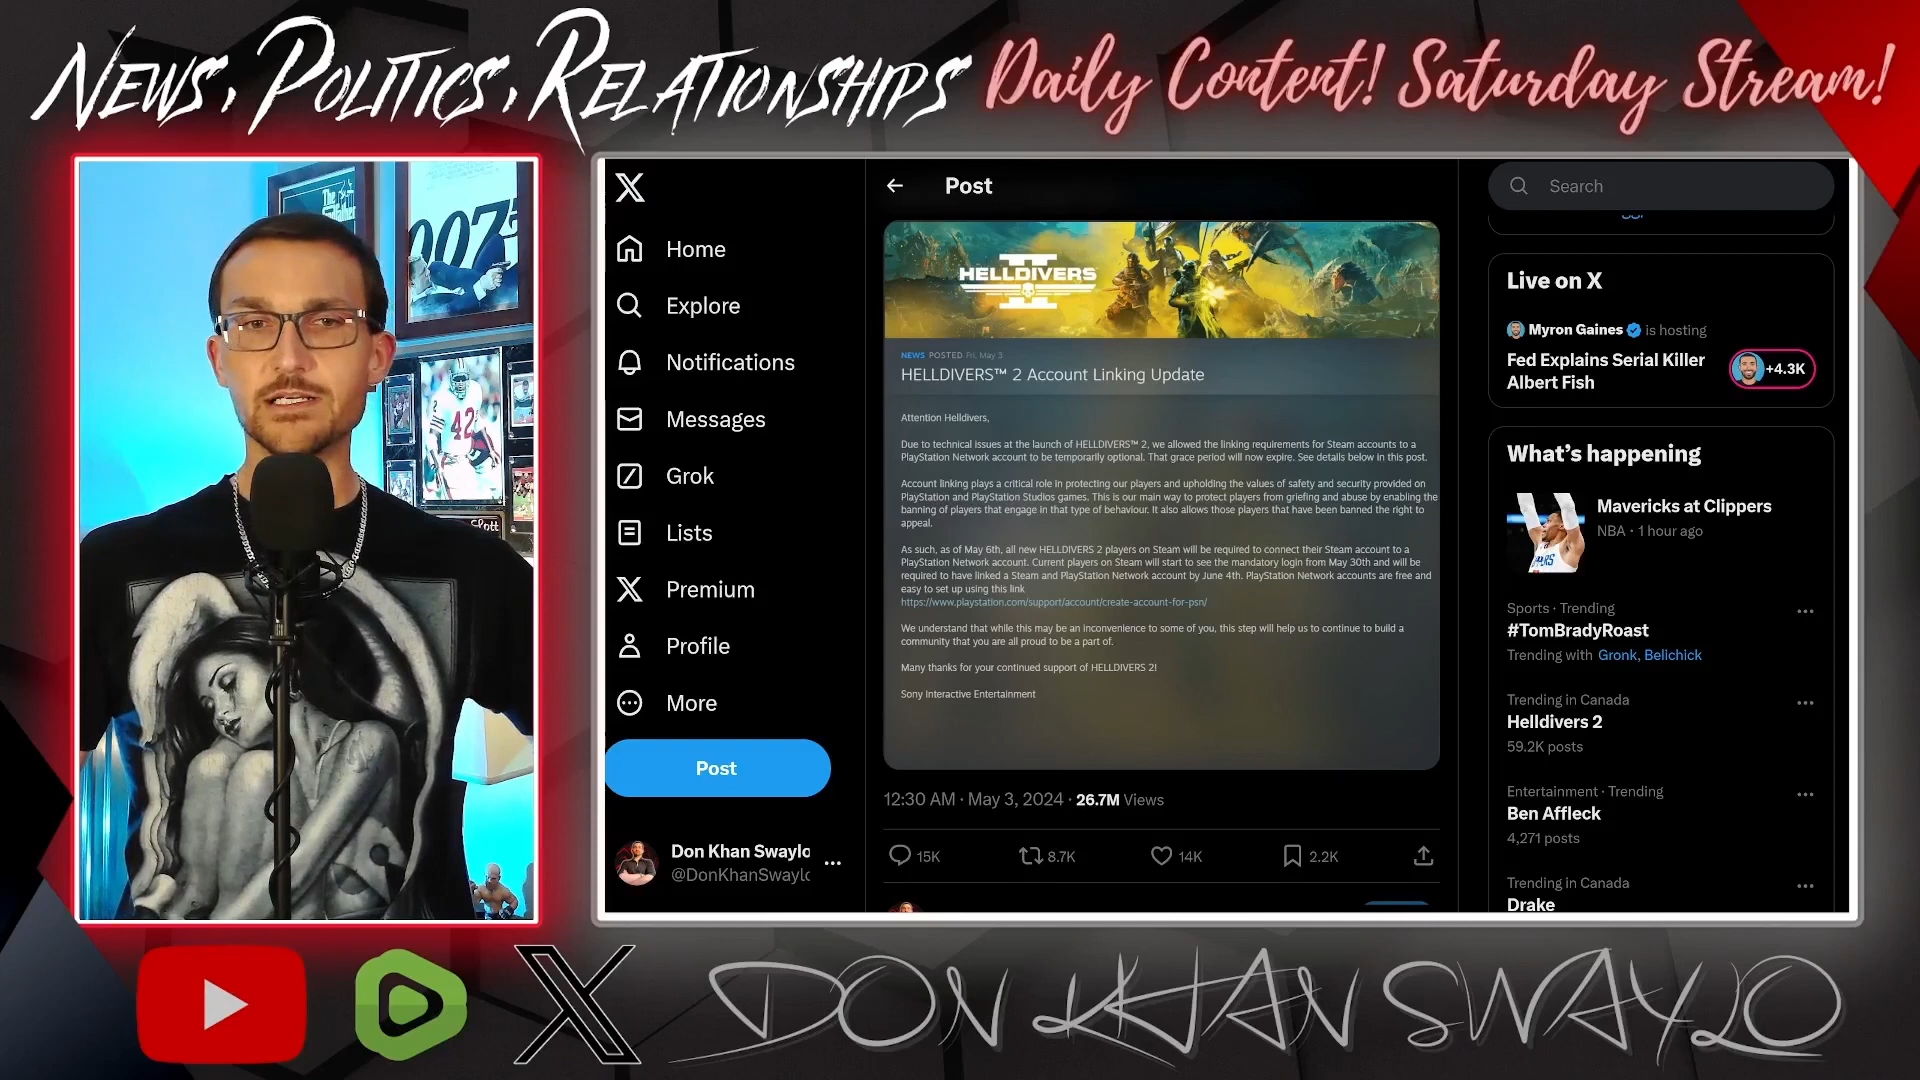 NEWS, POLITICS, RELATIONSHIPS
Daily Content! Saturday Stream!
The
Godfather
007
42
Scott
Home
Explore
Notifications
Messages
Grok
Lists
Premium
Profile
More
Post
Don Khan Swaylo
@DonKhanSwaylo
Post
HELLDIVERS
II
NEWS POSTED Fri, May 3
HELLDIVERS™ 2 Account Linking Update
Attention Helldivers,
Due to technical issues at the launch of HELLDIVERS™ 2, we allowed the linking requirements for Steam accounts to a
PlayStation Network account to be temporarily optional. That grace period will now expire. See details below in this post.
Account linking plays a critical role in protecting our players and upholding the values of safety and security provided on
PlayStation and PlayStation Studios games. This is our main way to protect players from griefing and abuse by enabling the
banning of players that engage in that type of behaviour. It also allows those players that have been banned the right to
appeal.
As such, as of May 6th, all new HELLDIVERS 2 players on Steam will be required to connect their Steam account to a
PlayStation Network account. Current players on Steam will start to see the mandatory login from May 30th and will be
required to have linked a Steam and PlayStation Network account by June 4th. PlayStation Network accounts are free and
easy to set up using this link
https://www.playstation.com/support/account/create-account-for-psn/
We understand that while this may be an inconvenience to some of you, this step will help us to continue to build a
community that you are all proud to be a part of.
Many thanks for your continued support of HELLDIVERS 2!
Sony Interactive Entertainment
12:30 AM · May 3, 2024 · 26.7M Views
15K 8.7K 14K 2.2K
Search
Live on X
Myron Gaines is hosting
Fed Explains Serial Killer
Albert Fish
+4.3K
What's happening
Mavericks at Clippers
NBA · 1 hour ago
Sports · Trending
#TomBradyRoast
Trending with Gronk, Belichick
Trending in Canada
Helldivers 2
59.2K posts
Entertainment · Trending
Ben Affleck
4,271 posts
Trending in Canada
Drake
DON KHAN SWAYLO